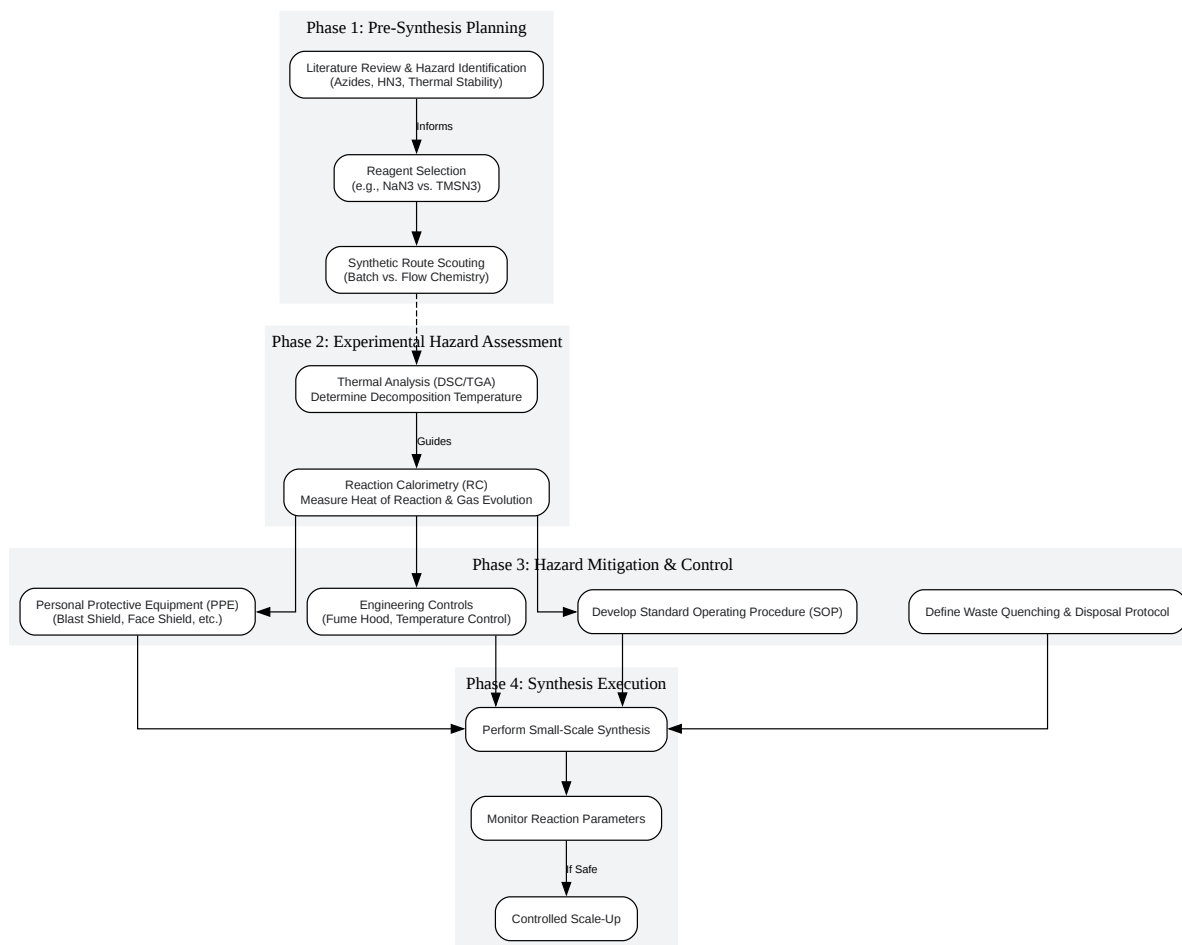 Phase 1: Pre-Synthesis Planning
Literature Review & Hazard Identification
(Azides, HN3, Thermal Stability)
Informs
Reagent Selection
(e.g., NaN3 vs. TMSN3)
Synthetic Route Scouting
(Batch vs. Flow Chemistry)
Phase 2: Experimental Hazard Assessment
Thermal Analysis (DSC/TGA)
Determine Decomposition Temperature
Guides
Reaction Calorimetry (RC)
Measure Heat of Reaction & Gas Evolution
Phase 3: Hazard Mitigation & Control
Personal Protective Equipment (PPE)
(Blast Shield, Face Shield, etc.)
Engineering Controls
(Fume Hood, Temperature Control)
Develop Standard Operating Procedure (SOP)
Define Waste Quenching & Disposal Protocol
Phase 4: Synthesis Execution
Perform Small-Scale Synthesis
Monitor Reaction Parameters
If Safe
Controlled Scale-Up